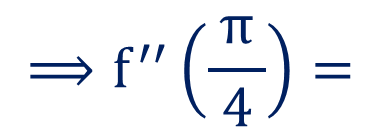 ⟹ f″(π/4) =